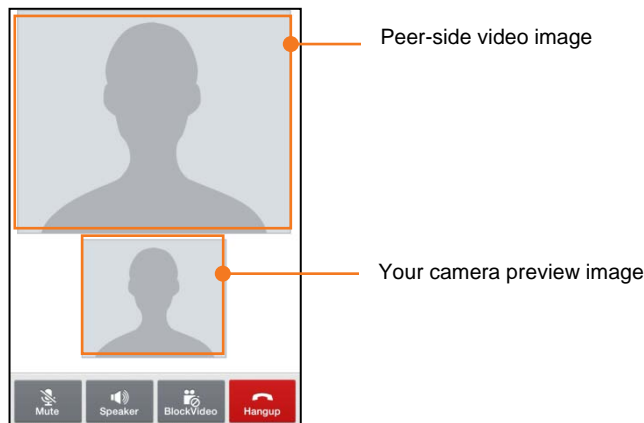 Peer-side video image
Your camera preview image
Mute
Speaker
BlockVideo
Hangup